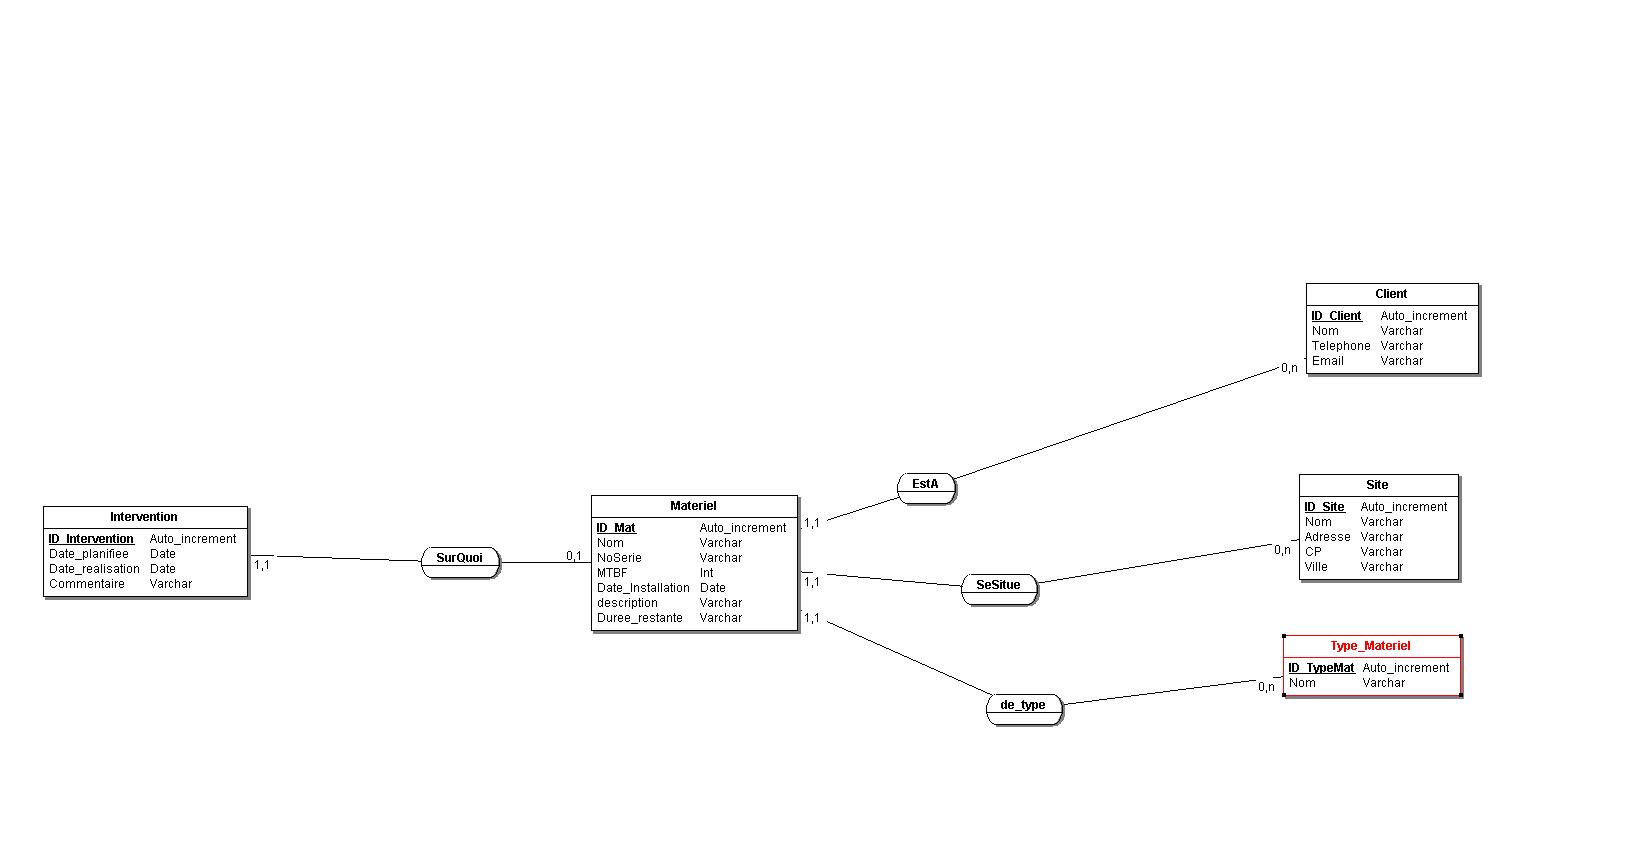 Client
ID_Client Auto_increment
Nom Varchar
Telephone Varchar
Email Varchar
0,n
EstA
1,1
Site
ID_Site Auto_increment
Nom Varchar
Adresse Varchar
CP Varchar
Ville Varchar
0,n
SeSitue
1,1
Intervention
ID_Intervention Auto_increment
Date_planifiee Date
Date_realisation Date
Commentaire Varchar
1,1
SurQuoi
0,1
Materiel
ID_Mat Auto_increment
Nom Varchar
NoSerie Varchar
MTBF Int
Date_Installation Date
description Varchar
Duree_restante Varchar
1,1
de_type
0,n
Type_Materiel
ID_TypeMat Auto_increment
Nom Varchar